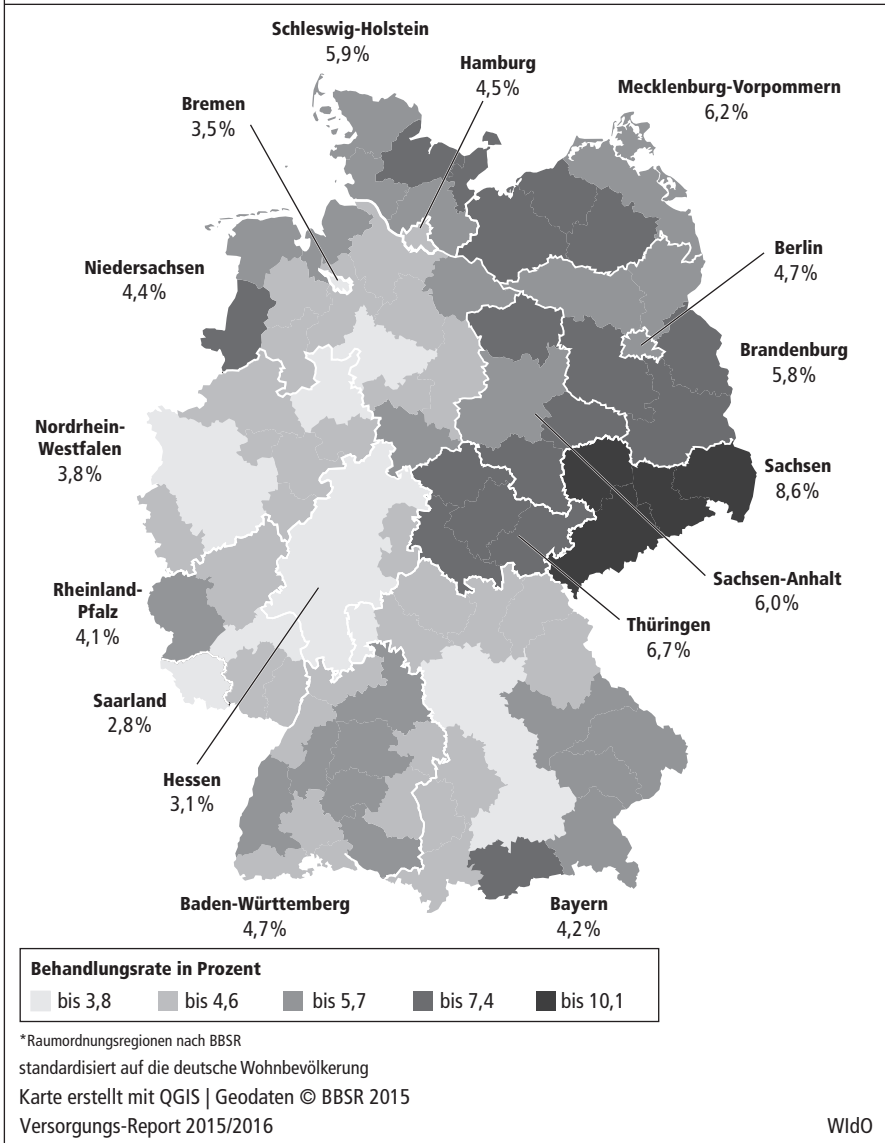 Schleswig-Holstein
5,9%
Hamburg
4,5%
Mecklenburg-Vorpommern
6,2%
Bremen
3,5%
Niedersachsen
4,4%
Berlin
4,7%
Brandenburg
5,8%
Nordrhein-
Westfalen
3,8%
Sachsen
8,6%
Sachsen-Anhalt
6,0%
Rheinland-
Pfalz
4,1%
Thüringen
6,7%
Saarland
2,8%
Hessen
3,1%
Baden-Württemberg
4,7%
Bayern
4,2%
Behandlungsrate in Prozent
bis 3,8 bis 4,6 bis 5,7 bis 7,4 bis 10,1
*Raumordnungsregionen nach BBSR
standardisiert auf die deutsche Wohnbevölkerung
Karte erstellt mit QGIS | Geodaten © BBSR 2015
Versorgungs-Report 2015/2016 WIdO